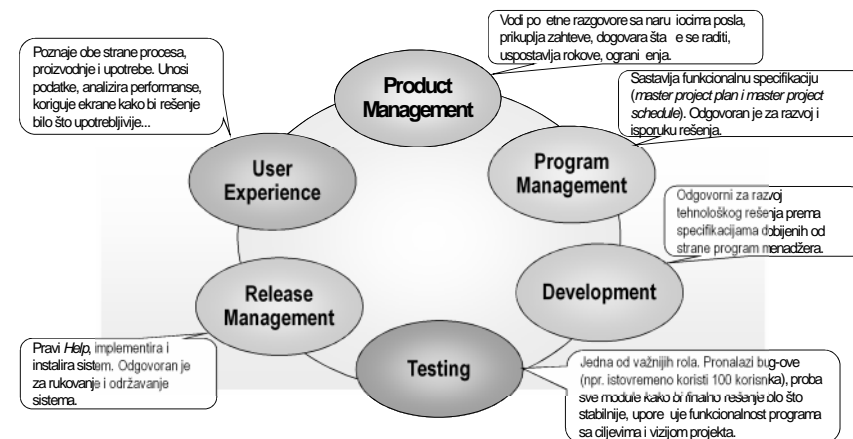 Vodi po etne razgovore sa naru iocima posla,
prikuplja zahteve, dogovara šta e se raditi,
uspostavlja rokove, ograni enja.
Poznaje obe strane procesa,
proizvodnje i upotrebe. Unosi
podatke, analizira performanse,
koriguje ekrane kako bi rešenje
bilo što upotrebljivije...
Product
Management
Sastavlja funkcionalnu specifikaciju
(master project plan i master project
schedule). Odgovoran je za razvoj i
isporuku rešenja.
User
Experience
Program
Management
Odgovorni za razvoj
tehnološkog rešenja prema
specifikacijama dobijenih od
strane program menadžera.
Release
Management
Development
Pravi Help, implementira i
instalira sistem. Odgovoran je
za rukovanje i održavanje
sistema.
Testing
Jedna od važnijih rola. Pronalazi bug-ove
(npr. istovremeno koristi 100 korisnka), proba
sve module kako bi finalno rešenje bilo što
stabilnije, upore uje funkcionalnost programa
sa ciljevima i vizijom projekta.